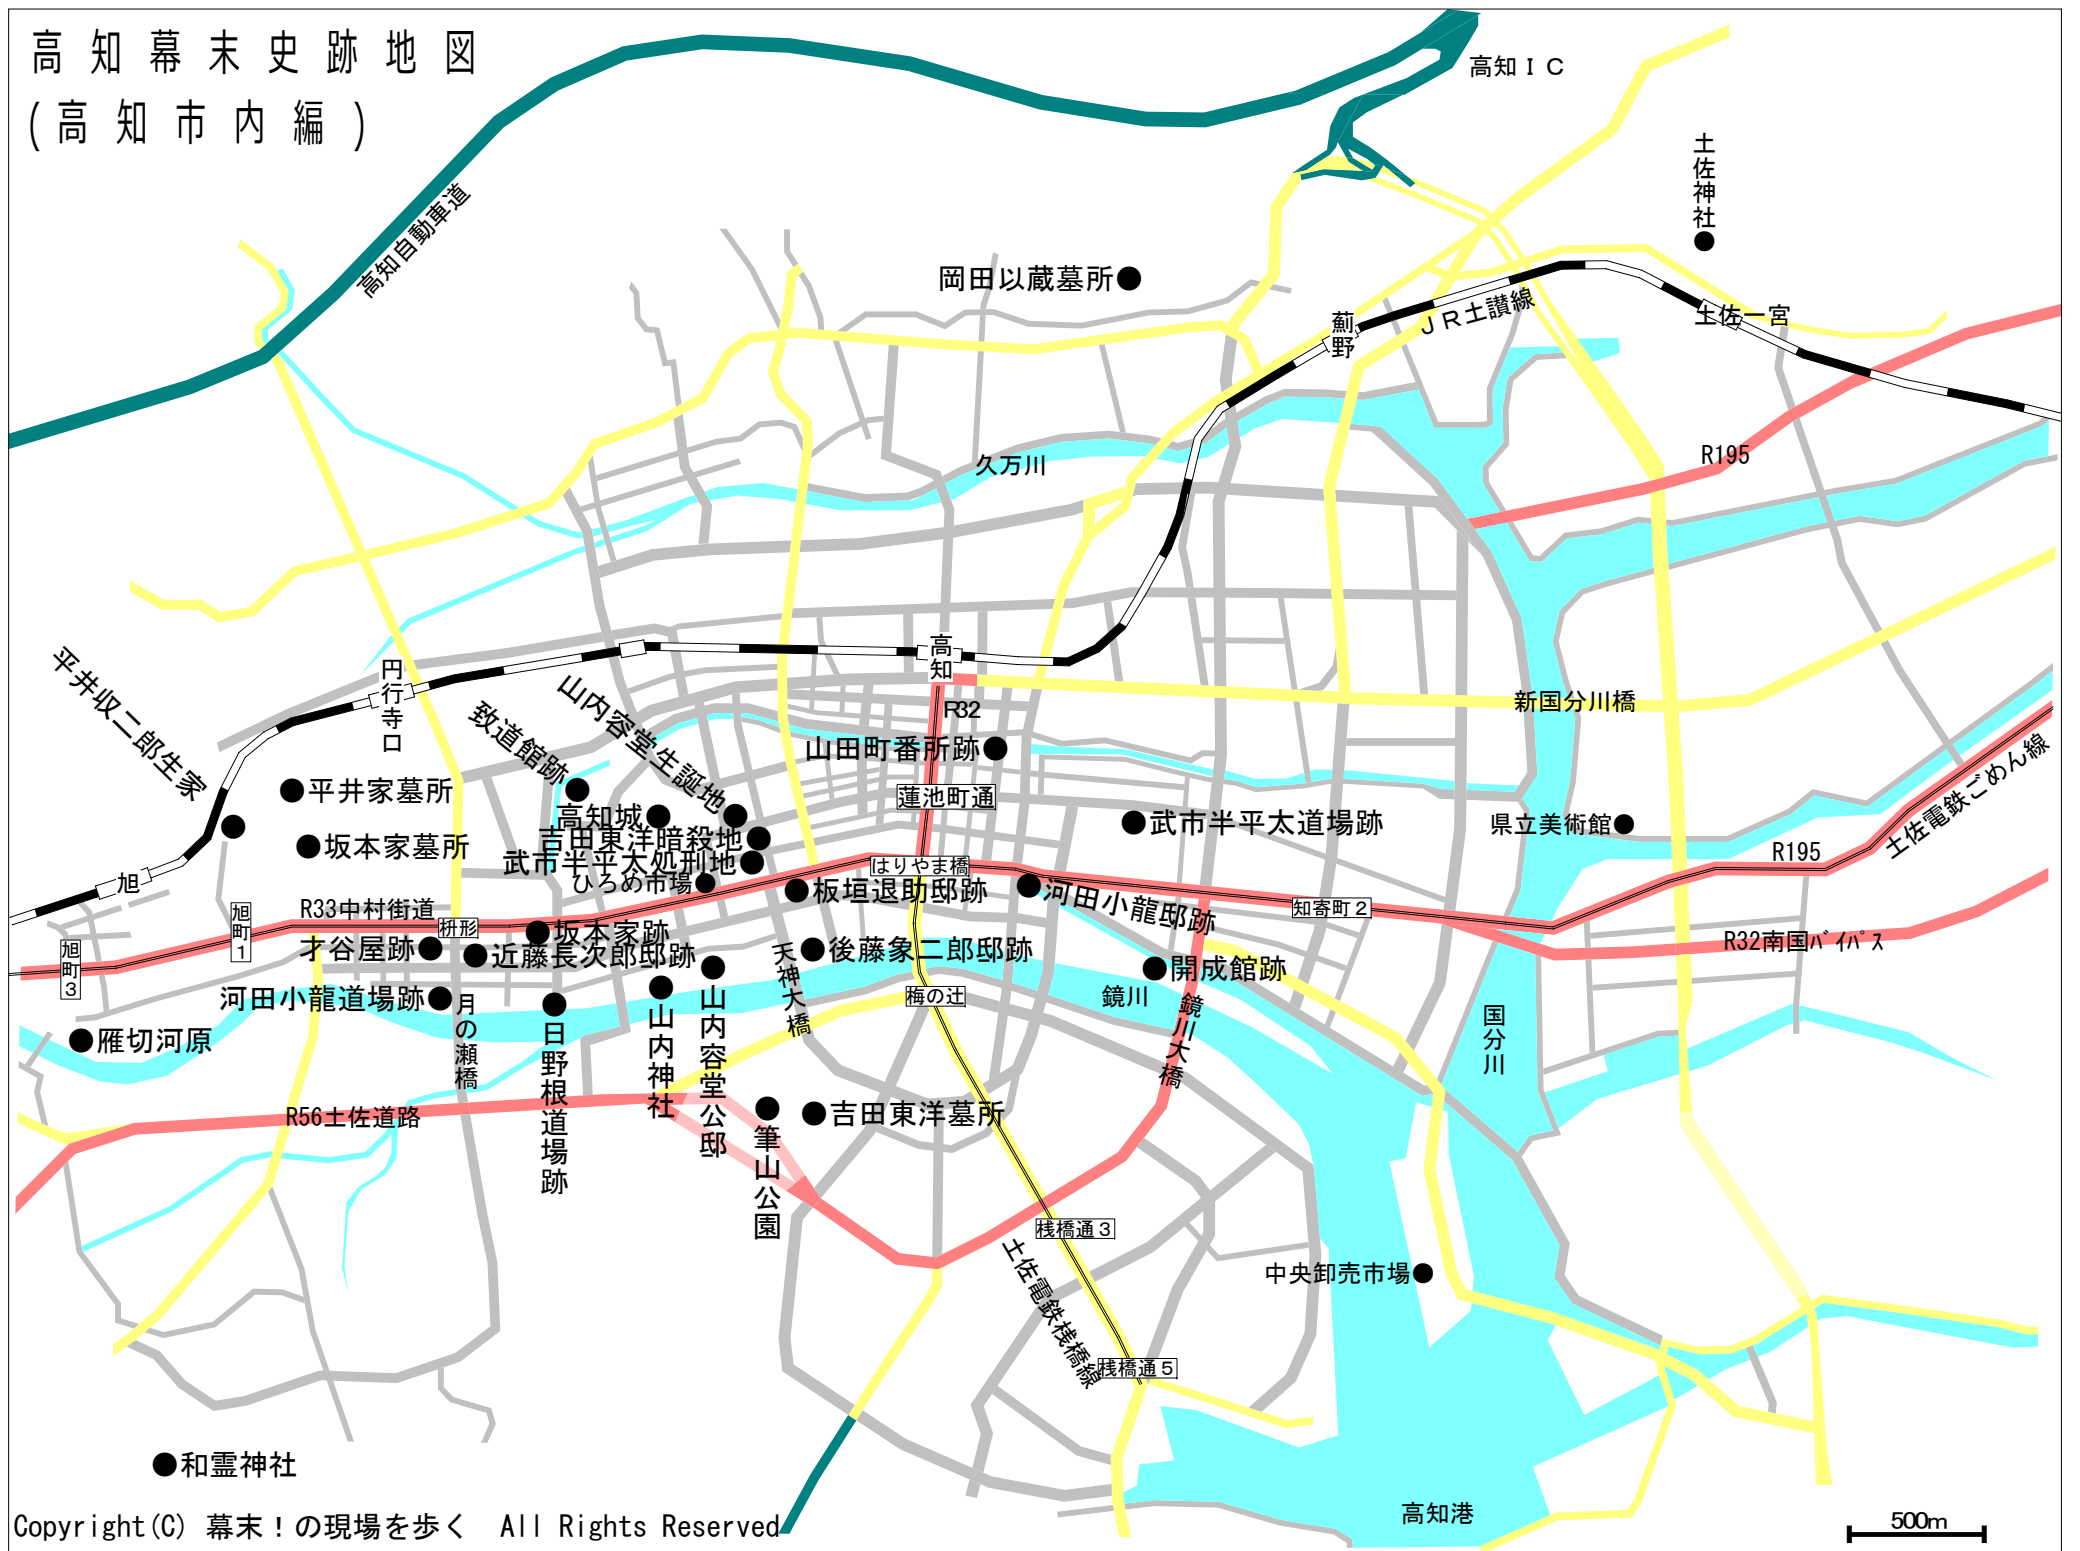 高知幕末史跡地図
(高知市内編)
高知ＩＣ
土佐神社
高知自動車道
岡田以蔵墓所
薊野
ＪＲ土讃線
土佐一宮
久万川
R195
平井収二郎生家
円行寺口
高知
新国分川橋
R32
致道館跡
山内容堂生誕地
山田町番所跡
平井家墓所
高知城
蓮池町通
武市半平太道場跡
県立美術館
土佐電鉄ごめん線
坂本家墓所
吉田東洋暗殺地
武市半平太処刑地
はりやま橋
R195
旭
ひろめ市場
板垣退助邸跡
河田小龍邸跡
知寄町２
R33中村街道
旭町１
枡形
坂本家跡
才谷屋跡
近藤長次郎邸跡
天神大橋
後藤象二郎邸跡
R32南国バイパス
旭町３
開成館跡
河田小龍道場跡
月の瀬橋
日野根道場跡
山内神社
山内容堂公邸
梅の辻
鏡川
鏡川大橋
国分川
雁切河原
R56土佐道路
筆山公園
吉田東洋墓所
桟橋通３
土佐電鉄桟橋線
中央卸売市場
桟橋通５
和霊神社
高知港
Copyright(C) 幕末！の現場を歩く All Rights Reserved
500m